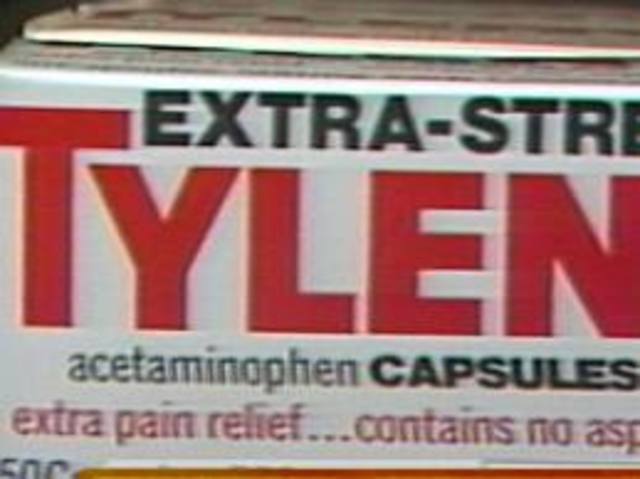 EXTRA-STRE
TYLEN
acetaminophen CAPSULES
extra pain relief...contains no asp